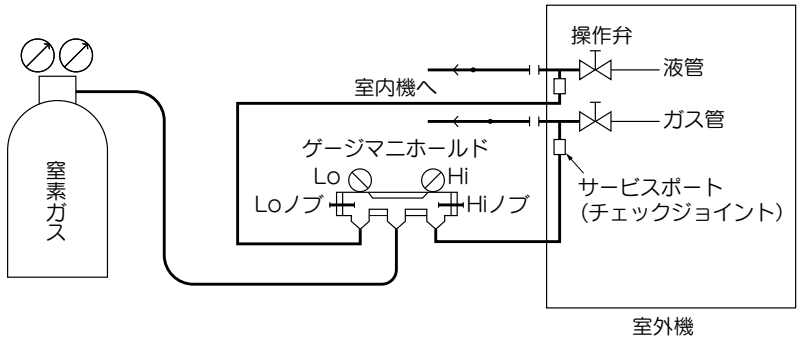 操作弁
液管
室内機へ
ガス管
ゲージマニホールド
Lo
Hi
Loノブ
Hiノブ
サービスポート
（チェックジョイント）
窒素ガス
室外機